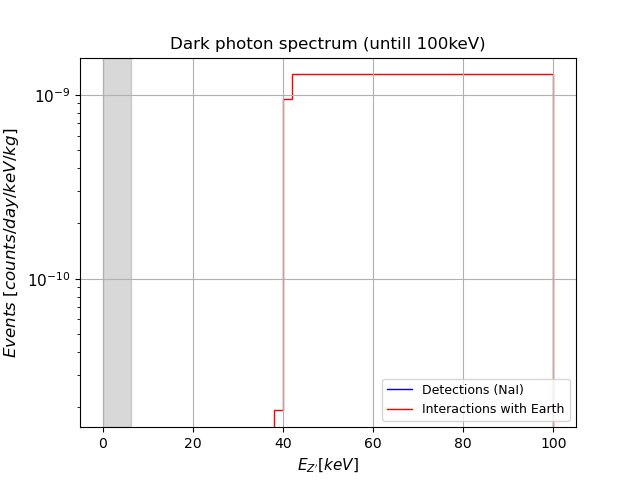 Dark photon spectrum (untill 100keV)
Events [counts/day/keV/kg]
10⁻⁹
10⁻¹⁰
Detections (NaI)
Interactions with Earth
0 20 40 60 80 100
E_{Z'}[keV]